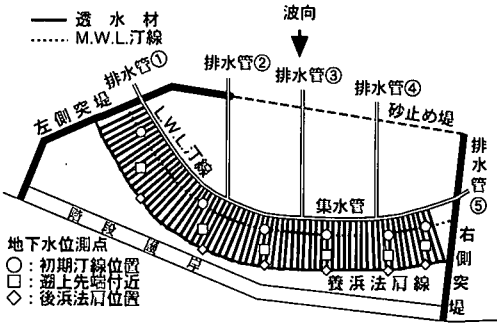 透水材
M.W.L.汀線
波向
排水管①
排水管②
排水管③
排水管④
砂止め堤
排水管⑤
左側突堤
L.W.L.汀線
集水管
右側突堤
階段護岸
養浜法肩線
地下水位測点
○：初期汀線位置
□：遡上先端付近
◇：後浜法肩位置